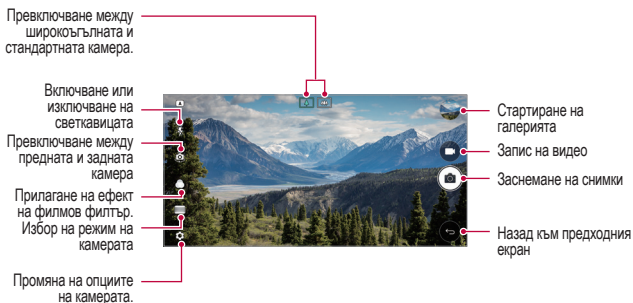 Превключване между
широкоъгълната и
стандартната камера.
Включване или
изключване на
светкавицата
Превключване между
предната и задната
камера
Прилагане на ефект
на филмов филтър.
Избор на режим на
камерата
Промяна на опциите
на камерата.
Стартиране на
галерията
Запис на видео
Заснемане на снимки
Назад към предходния
екран